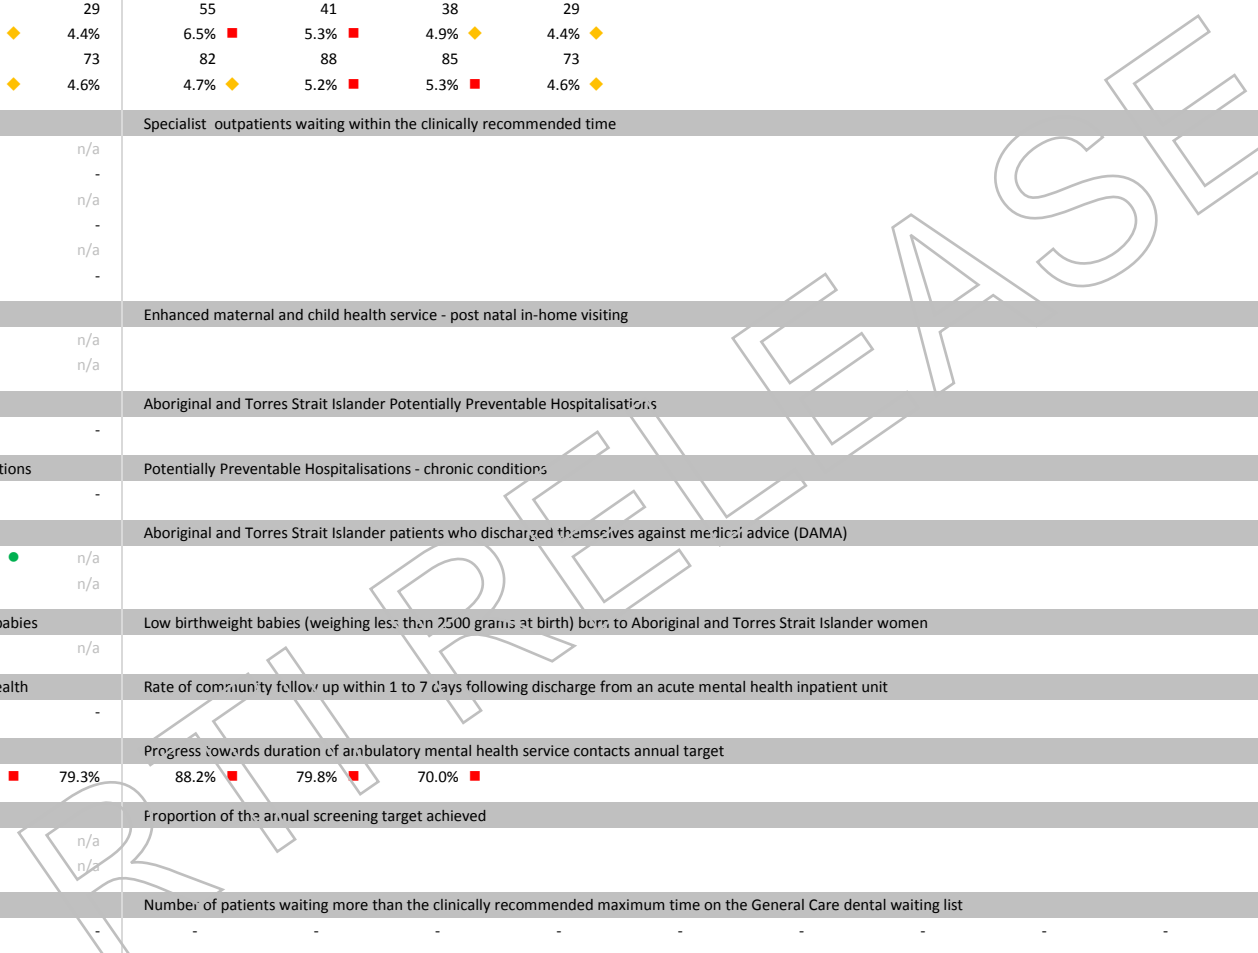 29 55 41 38 29
4.4% 6.5% 5.3% 4.9% 4.4%
73 82 88 85 73
4.6% 4.7% 5.2% 5.3% 4.6%
Specialist outpatients waiting within the clinically recommended time
n/a
-
n/a
-
n/a
-
Enhanced maternal and child health service - post natal in-home visiting
n/a
n/a
Aboriginal and Torres Strait Islander Potentially Preventable Hospitalisations
-
tions Potentially Preventable Hospitalisations - chronic conditions
-
Aboriginal and Torres Strait Islander patients who discharged themselves against medical advice (DAMA)
n/a
n/a
babies Low birthweight babies (weighing less than 2500 grams at birth) born to Aboriginal and Torres Strait Islander women
n/a
ealth Rate of community follow up within 1 to 7 days following discharge from an acute mental health inpatient unit
-
Progress towards duration of ambulatory mental health service contacts annual target
79.3% 88.2% 79.8% 70.0%
Proportion of the annual screening target achieved
n/a
n/a
Number of patients waiting more than the clinically recommended maximum time on the General Care dental waiting list
- - - - - - - - - -
RTI RELEASE